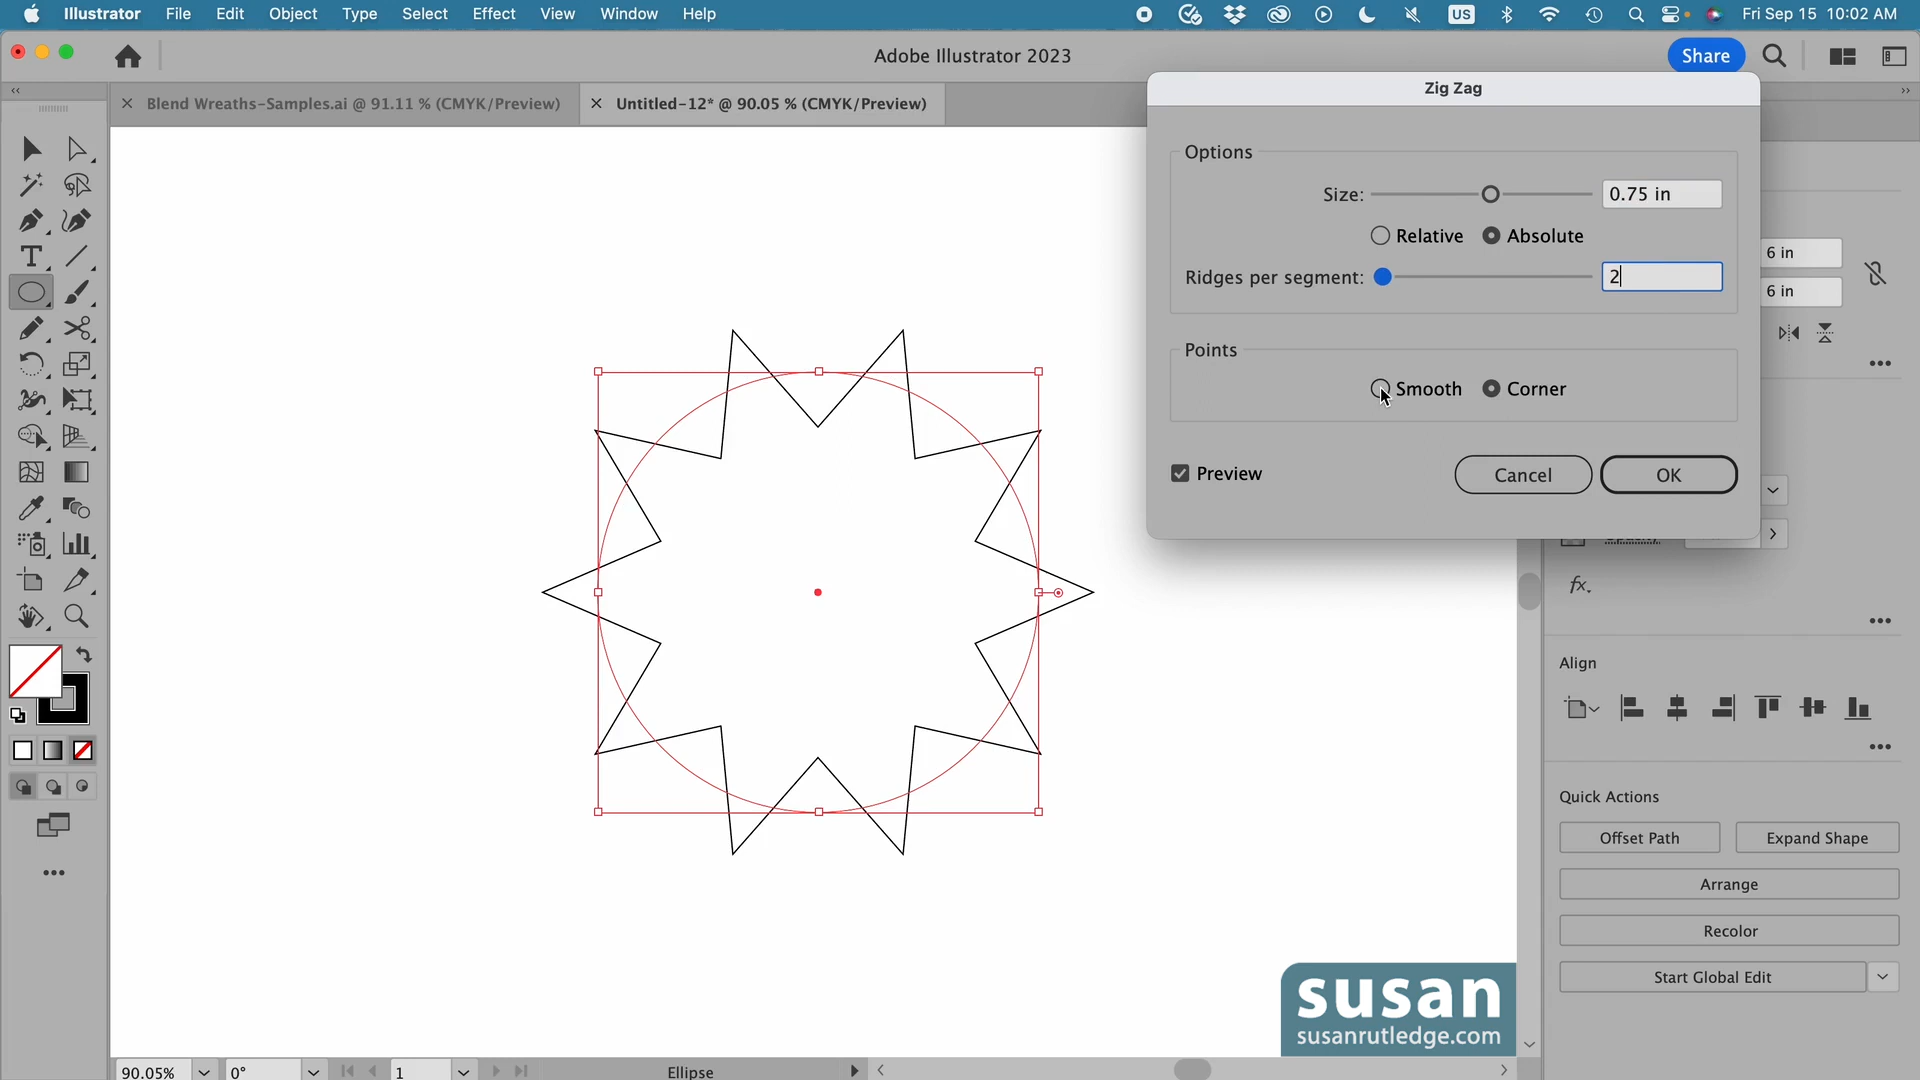 Illustrator File Edit Object Type Select Effect View Window Help US Fri Sep 15 10:02 AM
Adobe Illustrator 2023
Share
Blend Wreaths-Samples.ai @ 91.11 % (CMYK/Preview)
Untitled-12* @ 90.05 % (CMYK/Preview)
Zig Zag
Options
Size: 0.75 in
Relative Absolute
Ridges per segment: 2
Points
Smooth Corner
Preview
Cancel
OK
6 in
6 in
fx.
Align
Quick Actions
Offset Path
Expand Shape
Arrange
Recolor
Start Global Edit
susan
susanrutledge.com
90.05%
0°
1
Ellipse